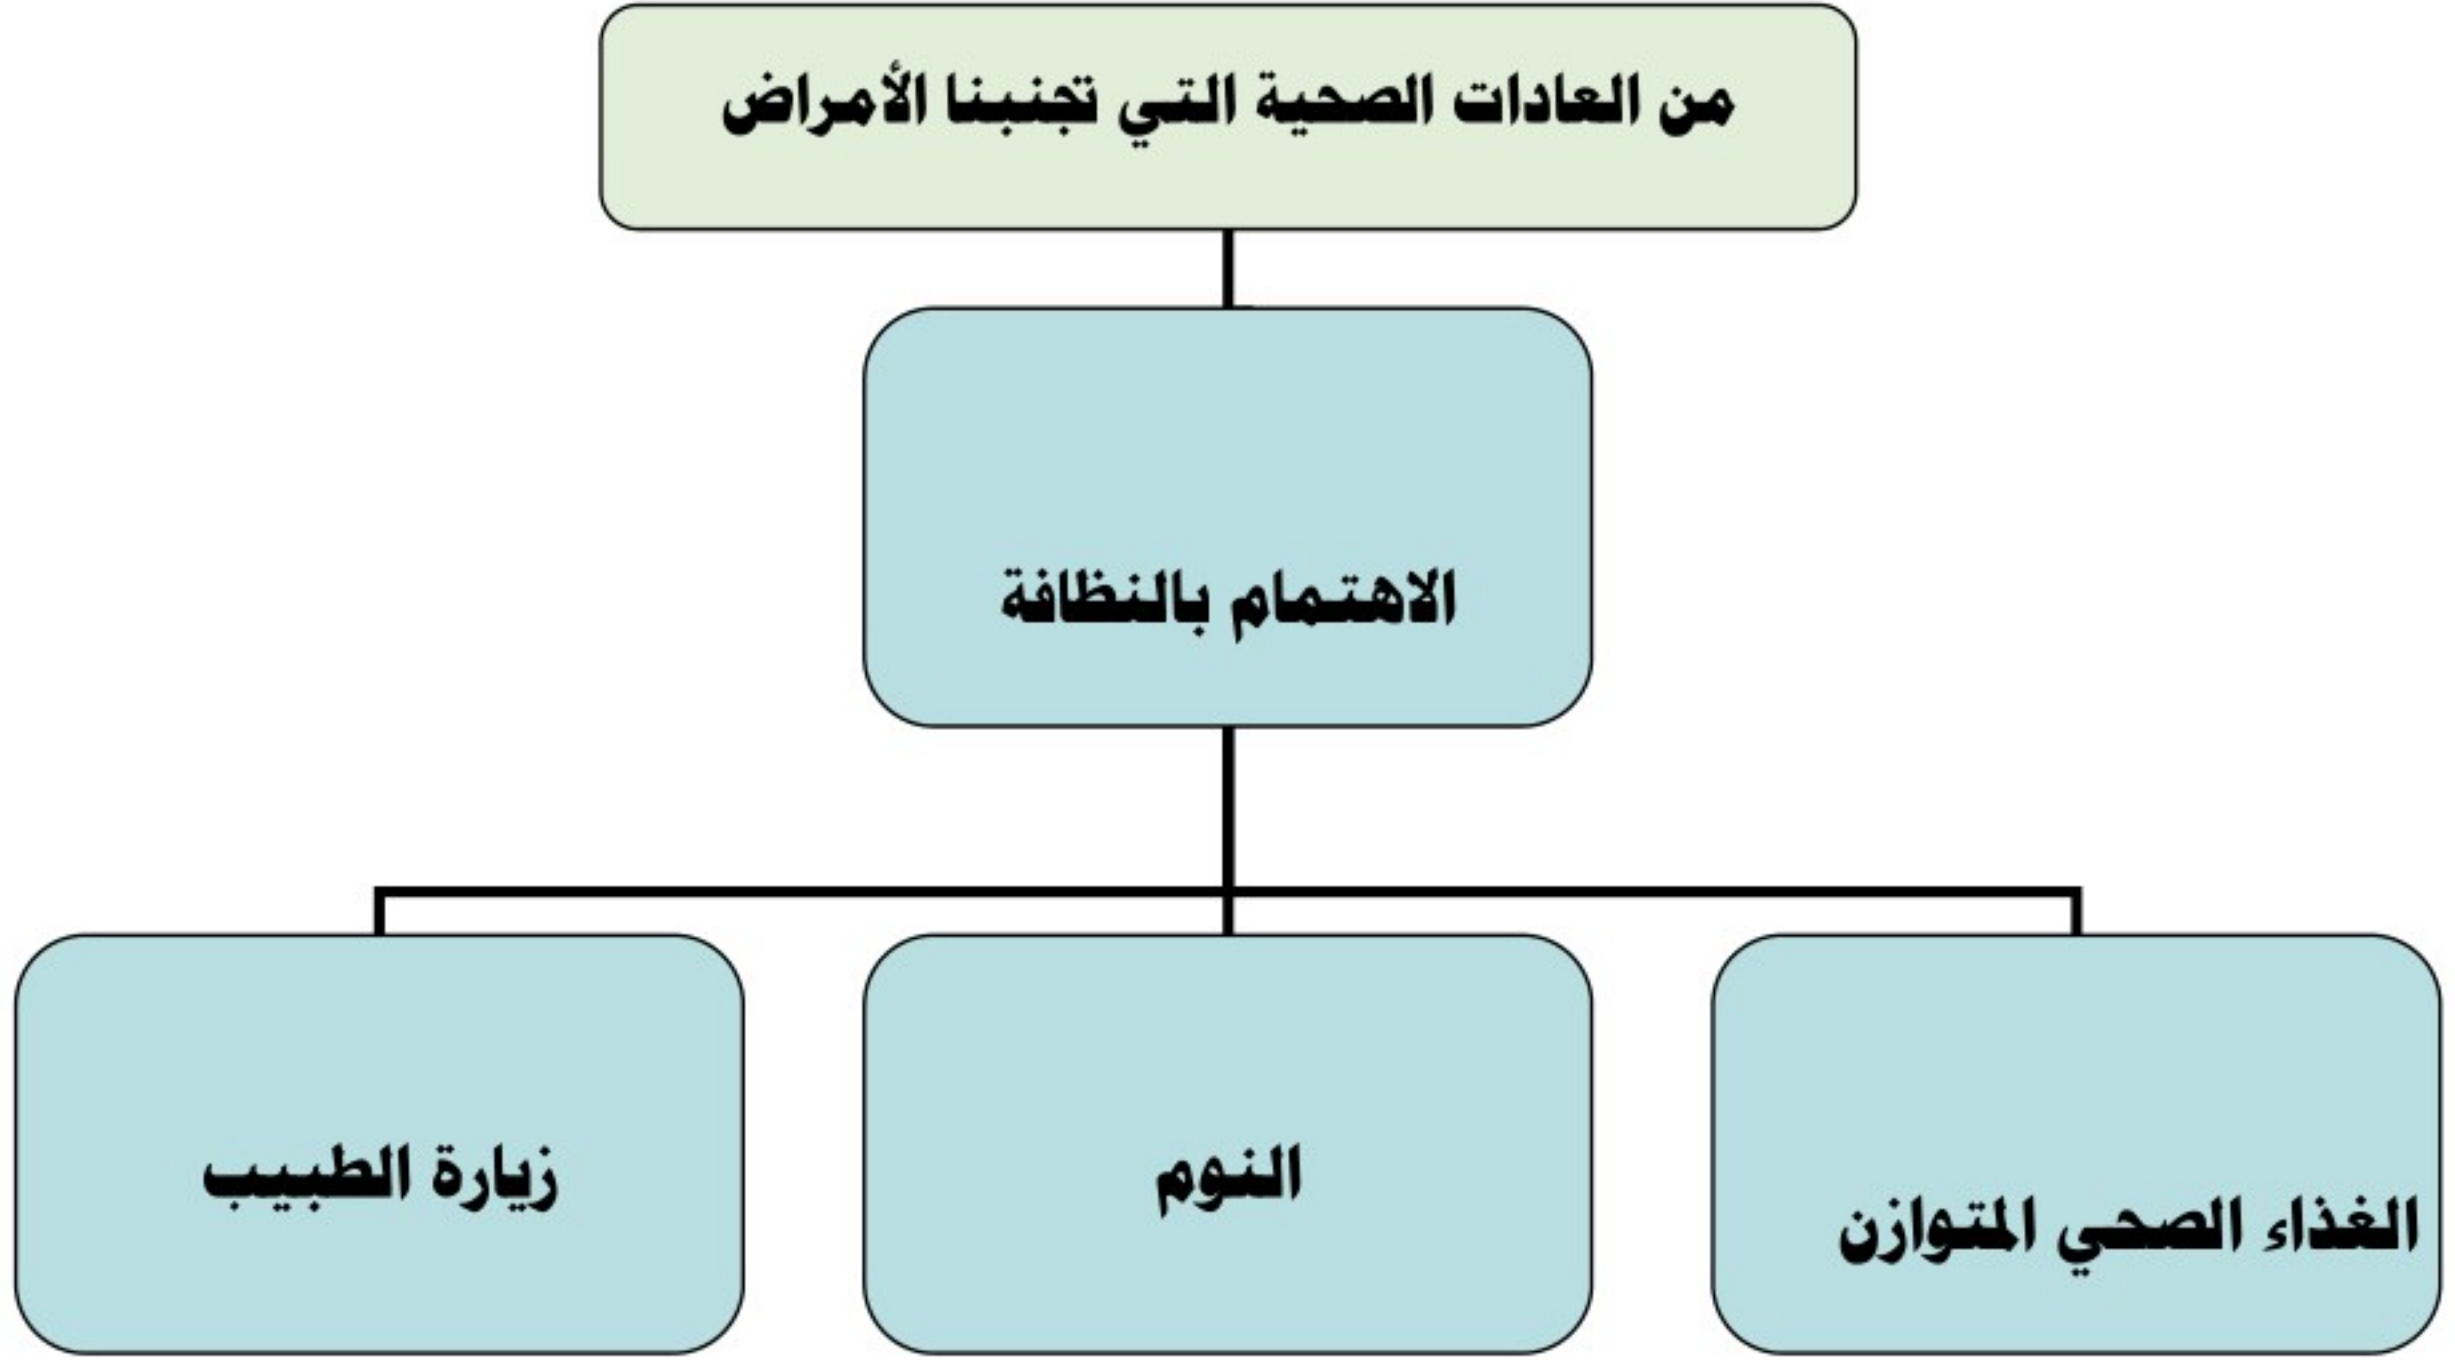 من العادات الصحية التي تجنبنا الأمراض
الاهتمام بالنظافة
الغذاء الصحي المتوازن
النوم
زيارة الطبيب